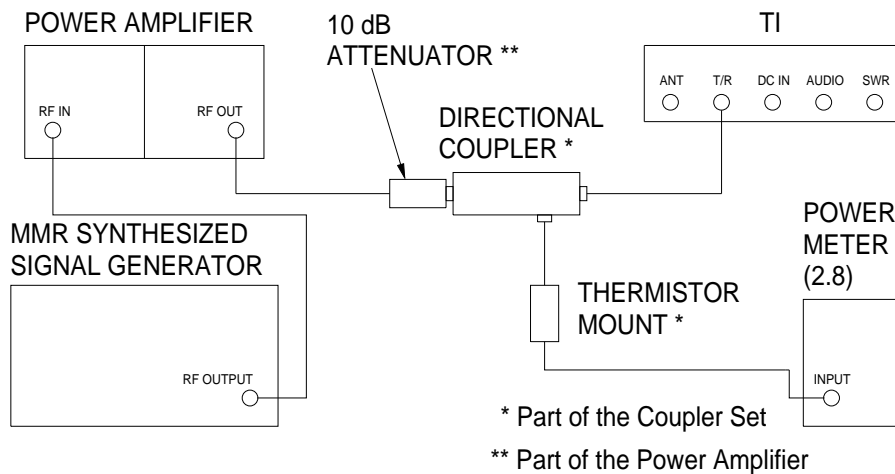 POWER AMPLIFIER
RF IN
RF OUT
10 dB
ATTENUATOR **
DIRECTIONAL
COUPLER *
TI
ANT
T/R
DC IN
AUDIO
SWR
MMR SYNTHESIZED
SIGNAL GENERATOR
RF OUTPUT
THERMISTOR
MOUNT *
POWER
METER
(2.8)
INPUT
* Part of the Coupler Set
** Part of the Power Amplifier